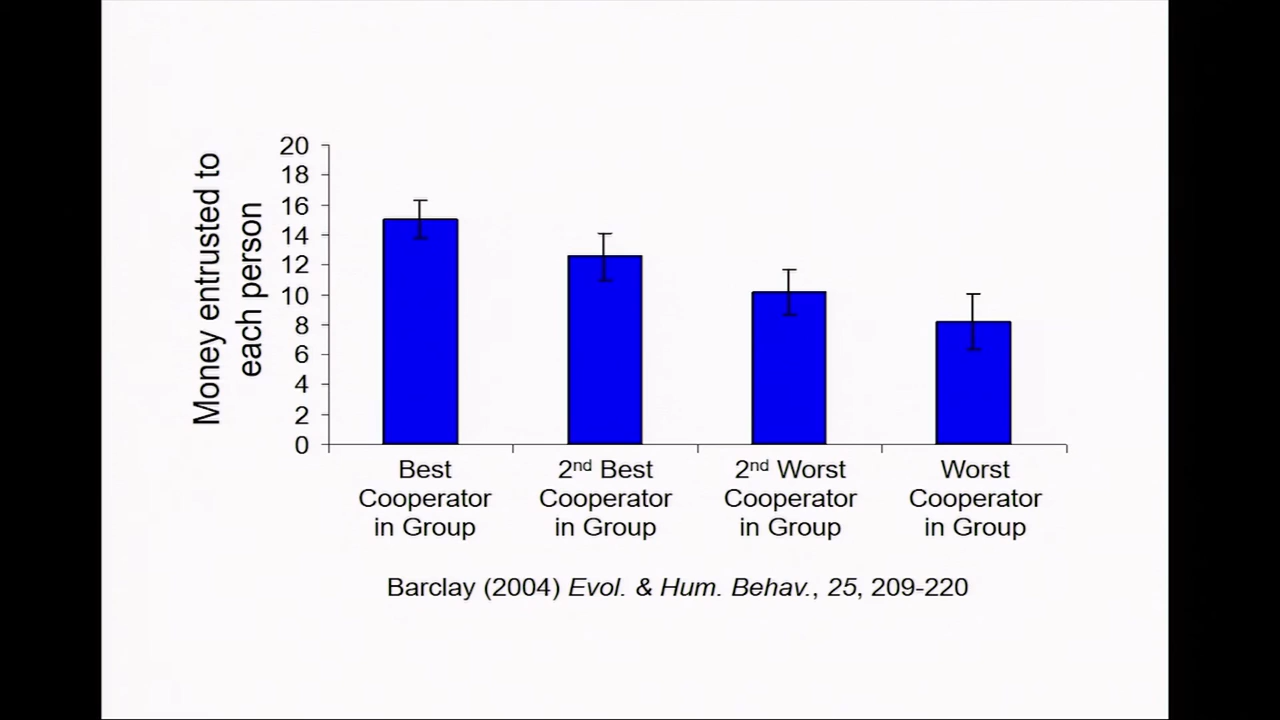 Money entrusted to
each person
20
18
16
14
12
10
8
6
4
2
0
Best
Cooperator
in Group
2nd Best
Cooperator
in Group
2nd Worst
Cooperator
in Group
Worst
Cooperator
in Group
Barclay (2004) Evol. & Hum. Behav., 25, 209-220